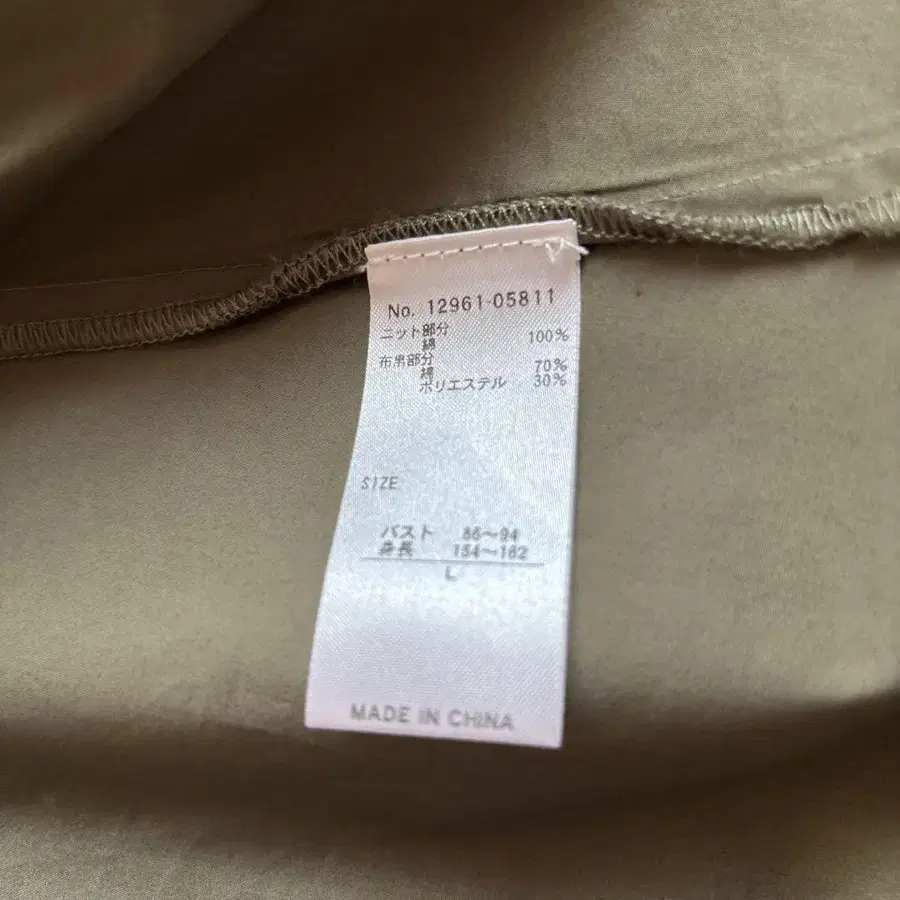 No. 12961-05811
ニット部分
綿 100%
布帛部分
綿 70%
ポリエステル 30%
SIZE
バスト 86〜94
身長 154〜162
L
MADE IN CHINA